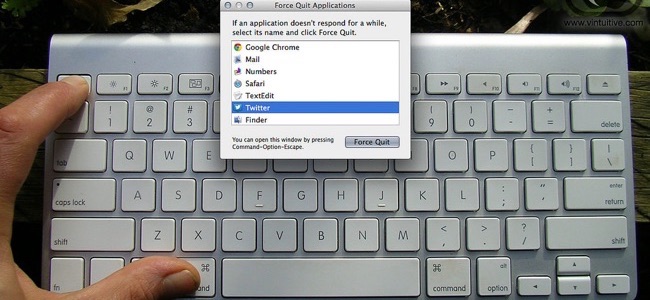 Force Quit Applications
www.vintuitive.com
If an application doesn't respond for a while,
select its name and click Force Quit.
Google Chrome
Mail
Numbers
Safari
TextEdit
Twitter
Finder
You can open this window by pressing
Command-Option-Escape.
Force Quit
F1 F2 F3
! @ #
1 2 3
( )
9 0 - =
delete
tab Q W E O P
caps lock A S D F G H J K L : "
; '
enter
return
shift Z X C V B N M < > ? shift
, . /
fn command alt
option